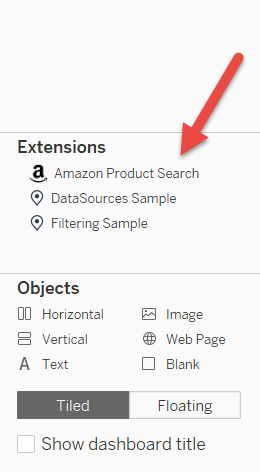 Extensions
Amazon Product Search
DataSources Sample
Filtering Sample
Objects
Horizontal Image
Vertical Web Page
A Text Blank
Tiled Floating
Show dashboard title